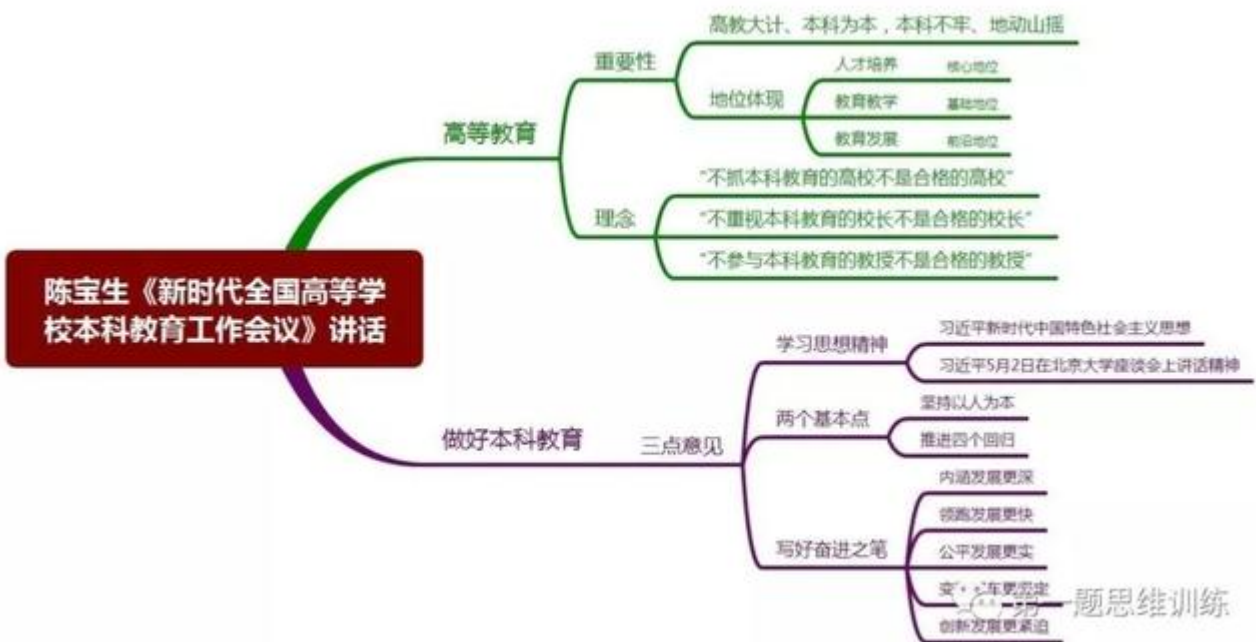 高教大计、本科为本，本科不牢、地动山摇
重要性
人才培养 核心地位
地位体现
教育教学 基础地位
教育发展 前沿地位
高等教育
“不抓本科教育的高校不是合格的高校”
理念
“不重视本科教育的校长不是合格的校长”
“不参与本科教育的教授不是合格的教授”
陈宝生《新时代全国高等学
校本科教育工作会议》讲话
学习思想精神
习近平新时代中国特色社会主义思想
习近平5月2日在北京大学座谈会上讲话精神
做好本科教育
三点意见
两个基本点
坚持以人为本
推进四个回归
写好奋进之笔
内涵发展更深
领跑发展更快
公平发展更实
变 车更 定
创新发展更紧迫
第一题思维训练